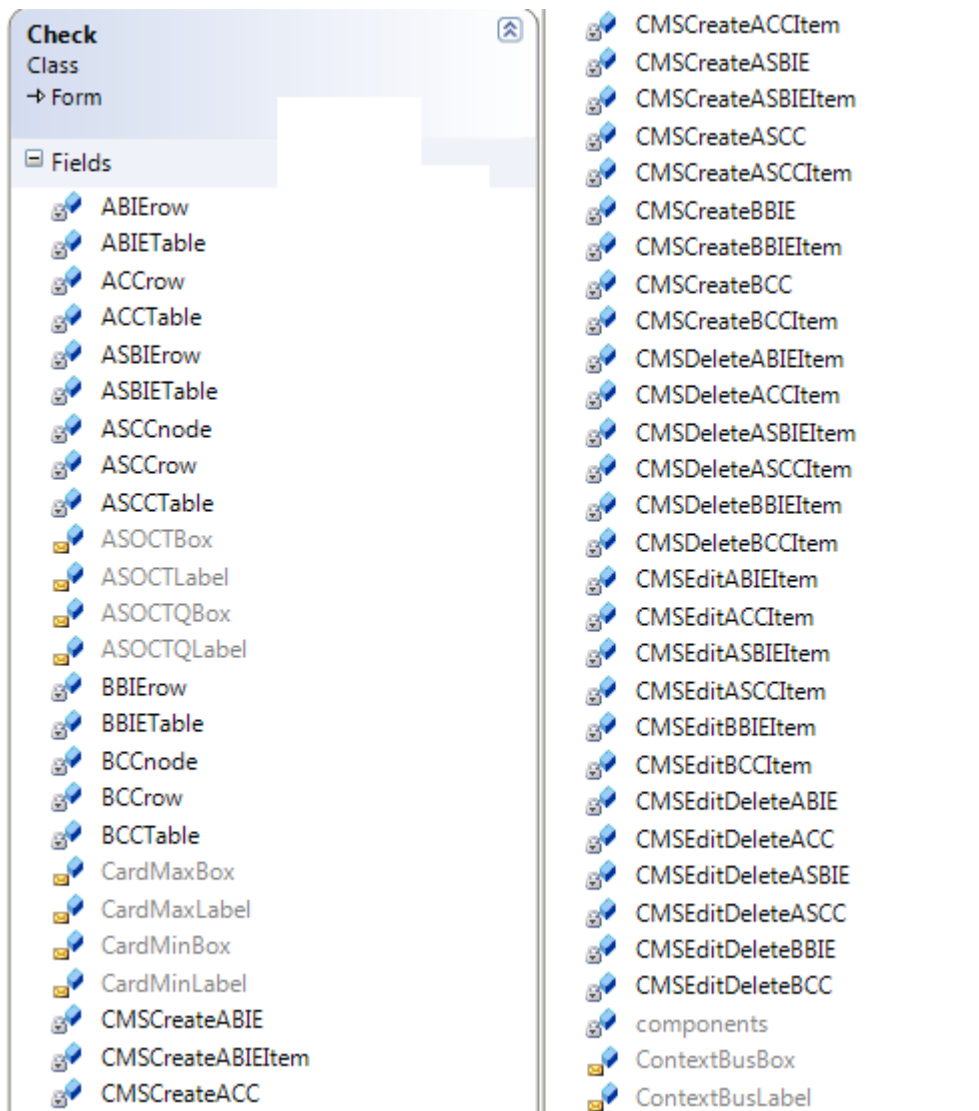 Check
Class
Form
Fields
ABIErow
ABIETable
ACCrow
ACCTable
ASBIErow
ASBIETable
ASCCnode
ASCCrow
ASCCTable
ASOCTBox
ASOCTLabel
ASOCTQBox
ASOCTQLabel
BBIErow
BBIETable
BCCnode
BCCrow
BCCTable
CardMaxBox
CardMaxLabel
CardMinBox
CardMinLabel
CMSCreateABIE
CMSCreateABIEItem
CMSCreateACC
CMSCreateACCItem
CMSCreateASBIE
CMSCreateASBIEItem
CMSCreateASCC
CMSCreateASCCItem
CMSCreateBBIE
CMSCreateBBIEItem
CMSCreateBCC
CMSCreateBCCItem
CMSDeleteABIEItem
CMSDeleteACCItem
CMSDeleteASBIEItem
CMSDeleteASCCItem
CMSDeleteBBIEItem
CMSDeleteBCCItem
CMSEditABIEItem
CMSEditACCItem
CMSEditASBIEItem
CMSEditASCCItem
CMSEditBBIEItem
CMSEditBCCItem
CMSEditDeleteABIE
CMSEditDeleteACC
CMSEditDeleteASBIE
CMSEditDeleteASCC
CMSEditDeleteBBIE
CMSEditDeleteBCC
components
ContextBusBox
ContextBusLabel